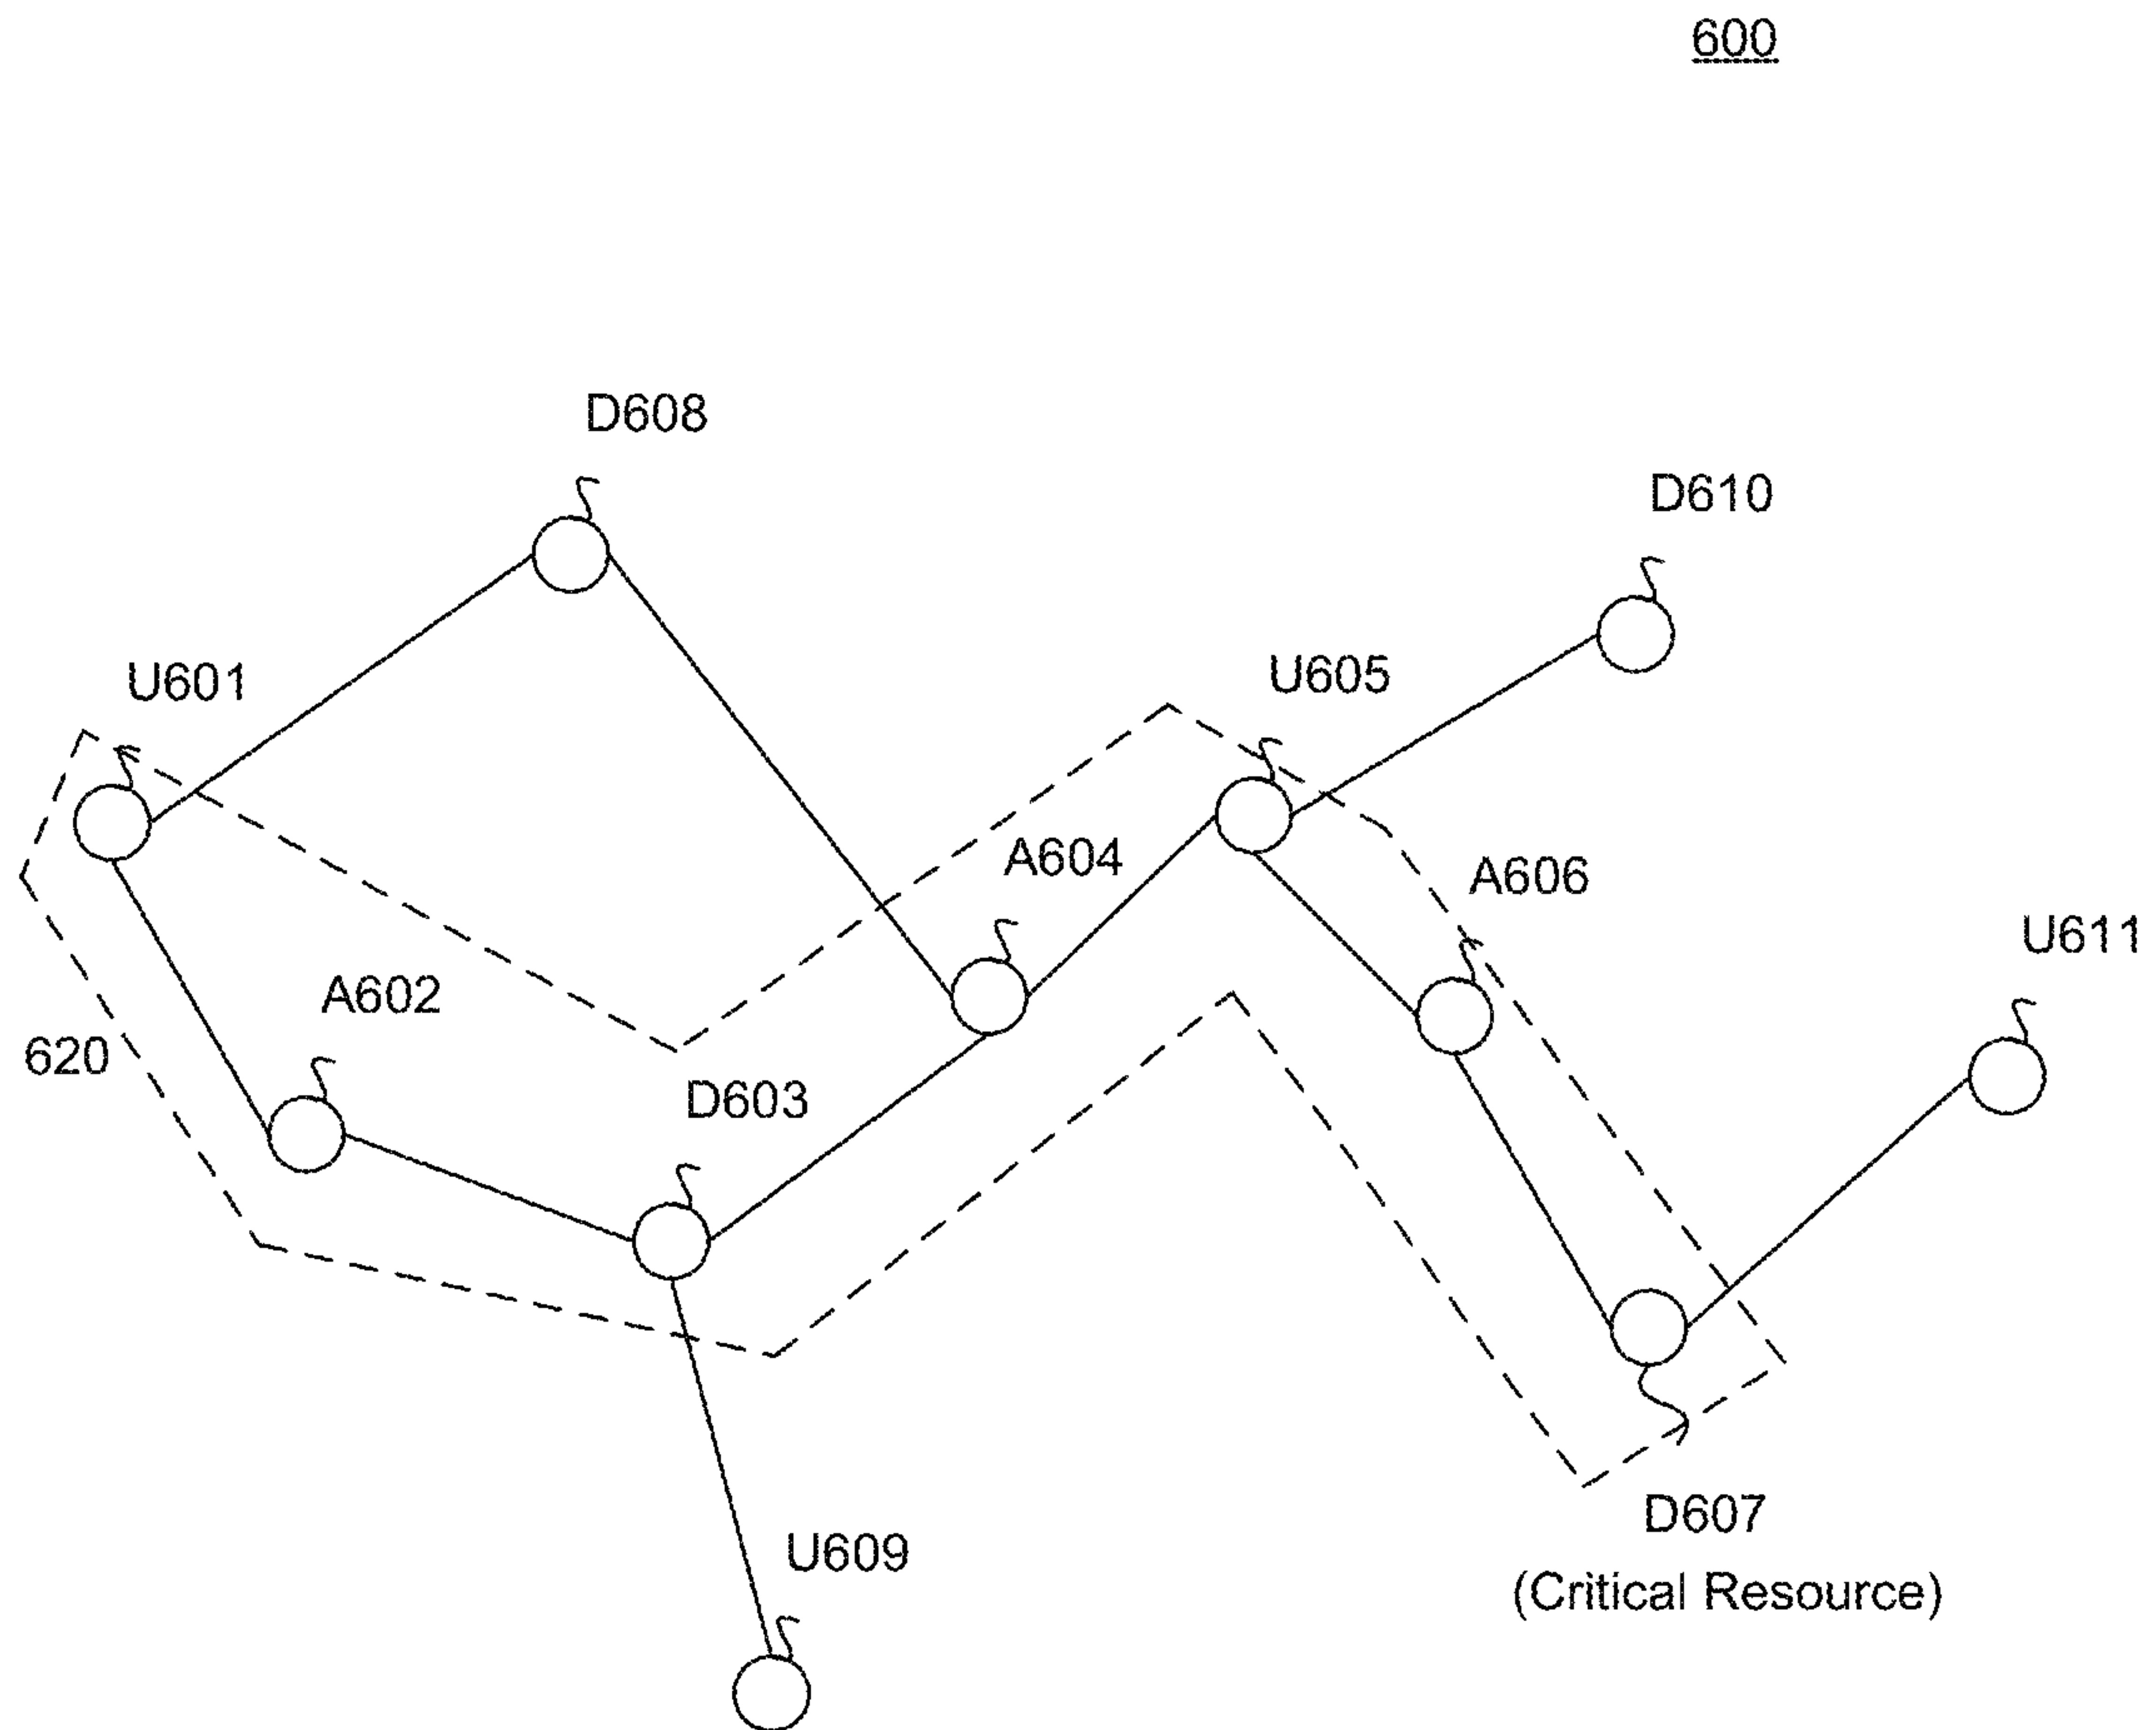 600
D608
D610
U601
U605
A604
A606
U611
A602
620
D603
D607
(Critical Resource)
U609